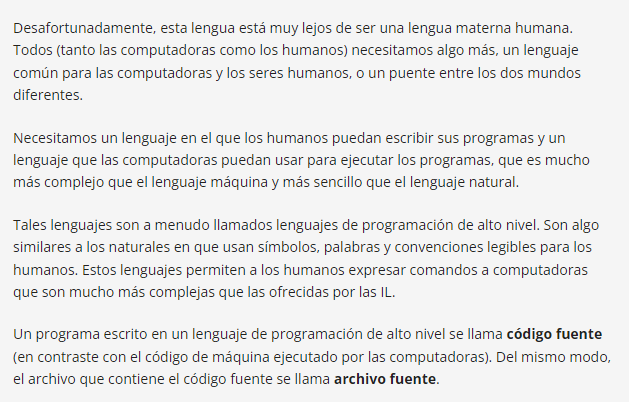 Desafortunadamente, esta lengua está muy lejos de ser una lengua materna humana.
Todos (tanto las computadoras como los humanos) necesitamos algo más, un lenguaje
común para las computadoras y los seres humanos, o un puente entre los dos mundos
diferentes.
Necesitamos un lenguaje en el que los humanos puedan escribir sus programas y un
lenguaje que las computadoras puedan usar para ejecutar los programas, que es mucho
más complejo que el lenguaje máquina y más sencillo que el lenguaje natural.
Tales lenguajes son a menudo llamados lenguajes de programación de alto nivel. Son algo
similares a los naturales en que usan símbolos, palabras y convenciones legibles para los
humanos. Estos lenguajes permiten a los humanos expresar comandos a computadoras
que son mucho más complejas que las ofrecidas por las IL.
Un programa escrito en un lenguaje de programación de alto nivel se llama código fuente
(en contraste con el código de máquina ejecutado por las computadoras). Del mismo modo,
el archivo que contiene el código fuente se llama archivo fuente.